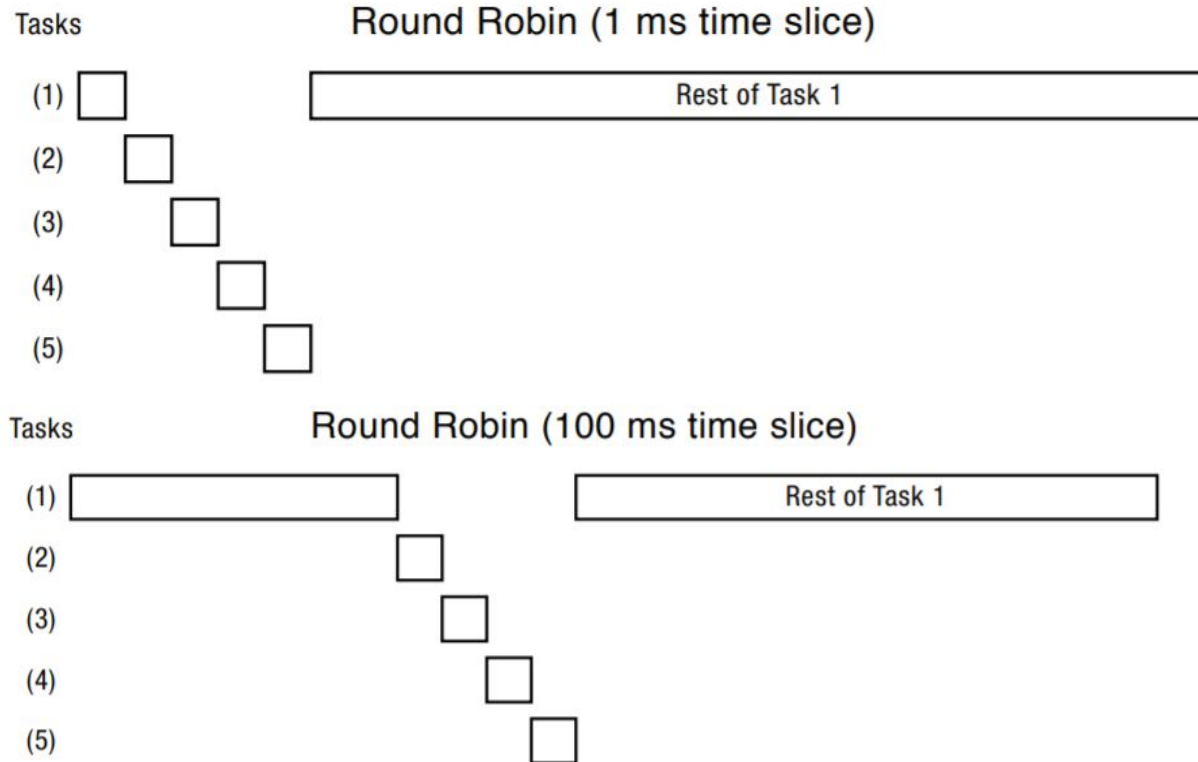 Tasks Round Robin (1 ms time slice)
(1) Rest of Task 1
(2)
(3)
(4)
(5)
Tasks Round Robin (100 ms time slice)
(1) Rest of Task 1
(2)
(3)
(4)
(5)